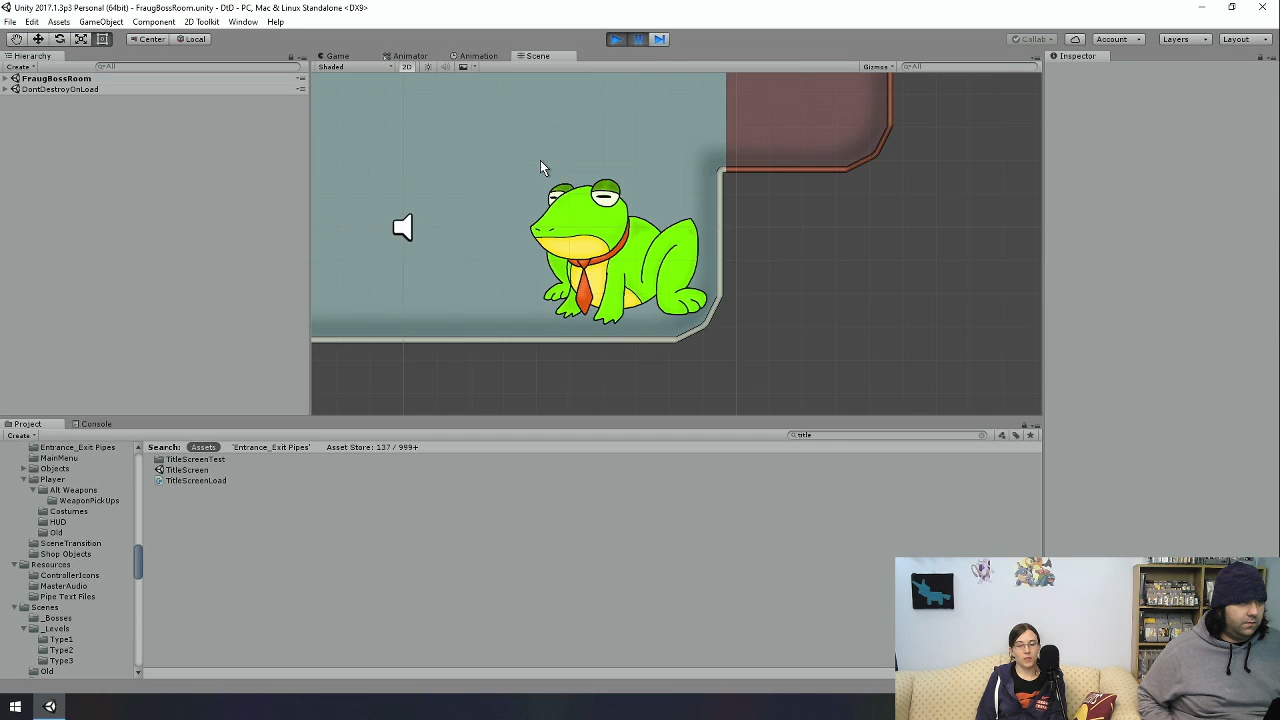 Unity 2017.1.3p3 Personal (64bit) - FraugBossRoom.unity - DtD - PC, Mac & Linux Standalone <DX9>
File Edit Assets GameObject Component 2D Toolkit Window Help
Center Local Collab Account Layers Layout
Hierarchy Game Animator Animation Scene Inspector
Create All Shaded 2D Gizmos All
FraugBossRoom
DontDestroyOnLoad
Project Console
Create title
Entrance_Exit Pipes Search: Assets 'Entrance_Exit Pipes' Asset Store: 137 / 999+
MainMenu TitleScreenTest
Objects TitleScreen
Player TitleScreenLoad
Alt Weapons
WeaponPickUps
Costumes
HUD
Old
SceneTransition
Shop Objects
Resources
ControllerIcons
MasterAudio
Pipe Text Files
Scenes
_Bosses
_Levels
Type1
Type2
Type3
Old